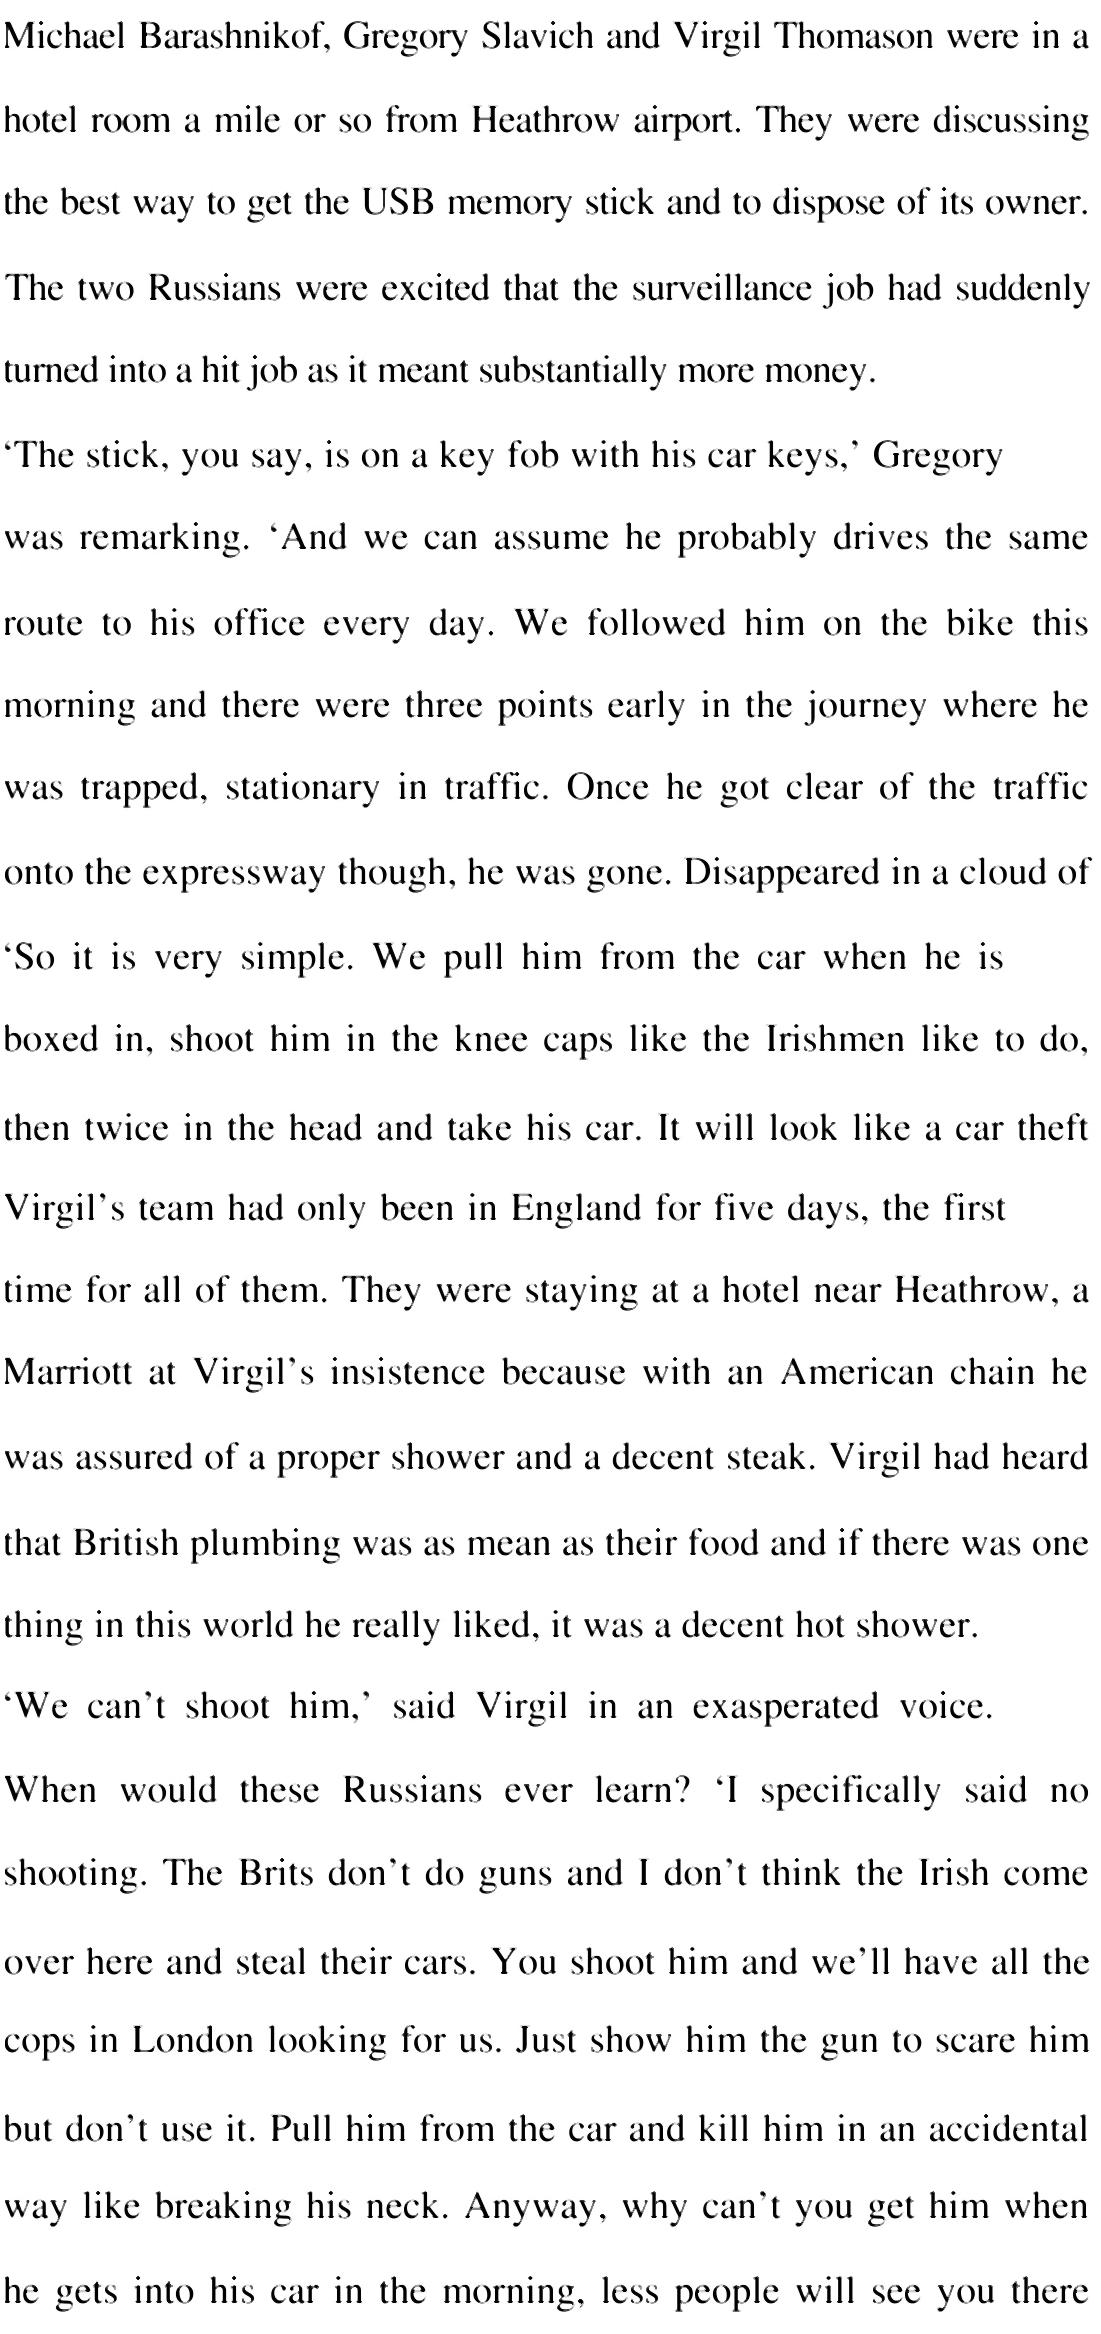 Michael Barashnikof, Gregory Slavich and Virgil Thomason were in a
hotel room a mile or so from Heathrow airport. They were discussing
the best way to get the USB memory stick and to dispose of its owner.
The two Russians were excited that the surveillance job had suddenly
turned into a hit job as it meant substantially more money.
‘The stick, you say, is on a key fob with his car keys,’ Gregory
was remarking. ‘And we can assume he probably drives the same
route to his office every day. We followed him on the bike this
morning and there were three points early in the journey where he
was trapped, stationary in traffic. Once he got clear of the traffic
onto the expressway though, he was gone. Disappeared in a cloud of
‘So it is very simple. We pull him from the car when he is
boxed in, shoot him in the knee caps like the Irishmen like to do,
then twice in the head and take his car. It will look like a car theft
Virgil’s team had only been in England for five days, the first
time for all of them. They were staying at a hotel near Heathrow, a
Marriott at Virgil’s insistence because with an American chain he
was assured of a proper shower and a decent steak. Virgil had heard
that British plumbing was as mean as their food and if there was one
thing in this world he really liked, it was a decent hot shower.
‘We can’t shoot him,’ said Virgil in an exasperated voice.
When would these Russians ever learn? ‘I specifically said no
shooting. The Brits don’t do guns and I don’t think the Irish come
over here and steal their cars. You shoot him and we’ll have all the
cops in London looking for us. Just show him the gun to scare him
but don’t use it. Pull him from the car and kill him in an accidental
way like breaking his neck. Anyway, why can’t you get him when
he gets into his car in the morning, less people will see you there